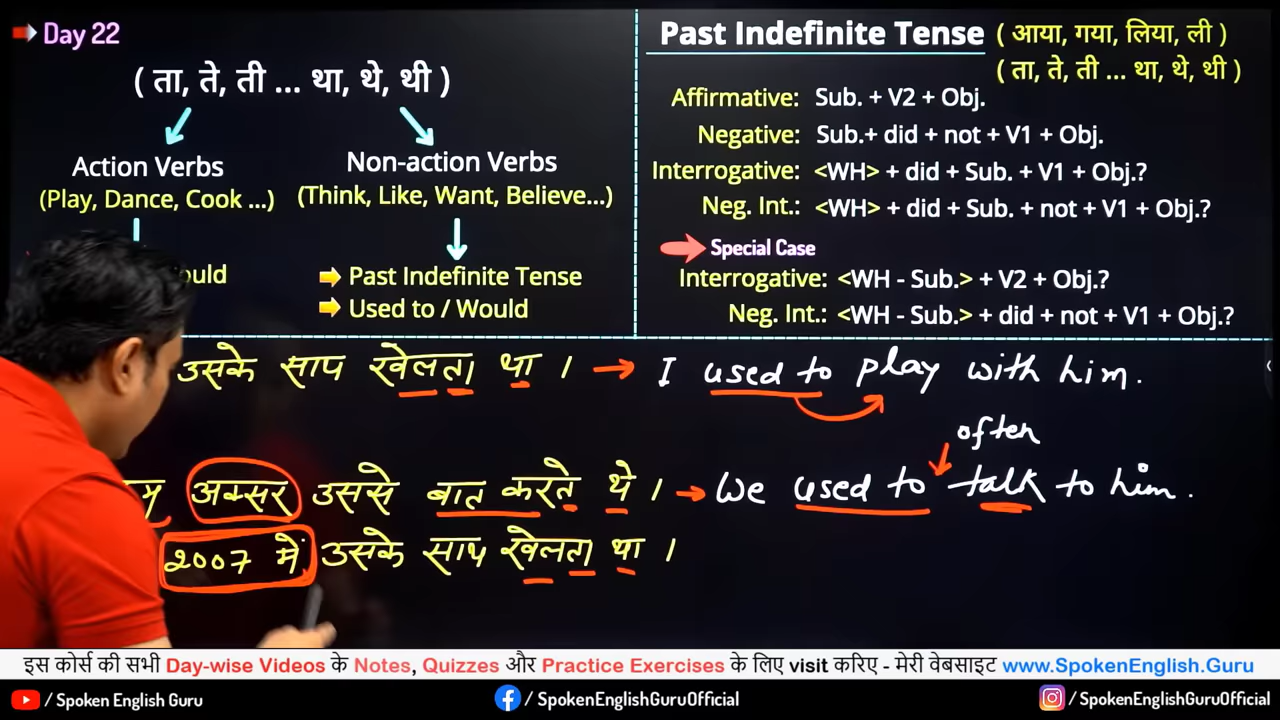 Day 22
( ता, ते, ती ... था, थे, थी )
Action Verbs
(Play, Dance, Cook ...)
Non-action Verbs
(Think, Like, Want, Believe...)
Past Indefinite Tense
Used to / Would
Past Indefinite Tense ( आया, गया, लिया, ली )
( ता, ते, ती ... था, थे, थी )
Affirmative: Sub. + V2 + Obj.
Negative: Sub.+ did + not + V1 + Obj.
Interrogative: <WH> + did + Sub. + V1 + Obj.?
Neg. Int.: <WH> + did + Sub. + not + V1 + Obj.?
Special Case
Interrogative: <WH - Sub.> + V2 + Obj.?
Neg. Int.: <WH - Sub.> + did + not + V1 + Obj.?
उसके साथ खेलता था । → I used to play with him.
often
अक्सर उससे बात करते थे । → We used to talk to him.
2007 में उसके साथ खेलता था ।
इस कोर्स की सभी Day-wise Videos के Notes, Quizzes और Practice Exercises के लिए visit करिए - मेरी वेबसाइट www.SpokenEnglish.Guru
/ Spoken English Guru
/ SpokenEnglishGuruOfficial
/ SpokenEnglishGuruOfficial